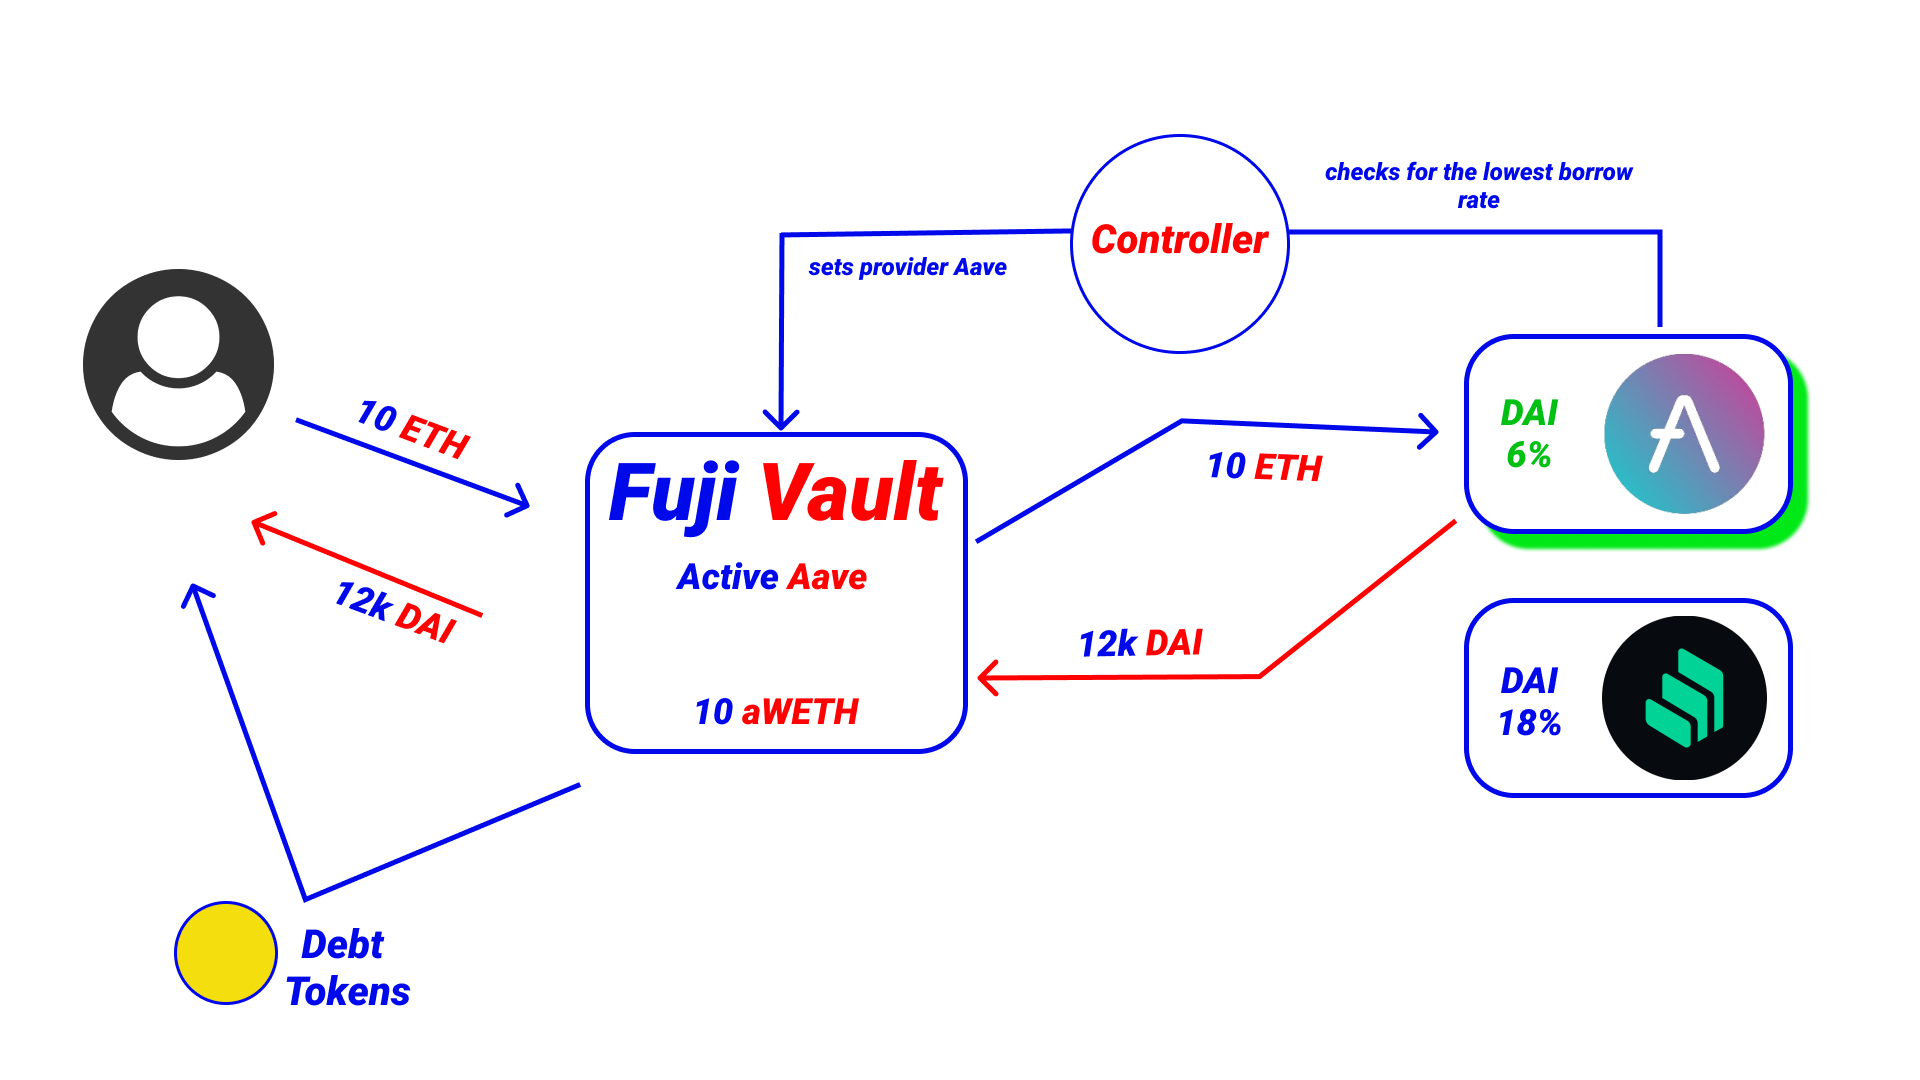 checks for the lowest borrow
rate
Controller
sets provider Aave
10 ETH
12k DAI
Fuji Vault
Active Aave
10 aWETH
10 ETH
12k DAI
DAI
6%
DAI
18%
Debt
Tokens